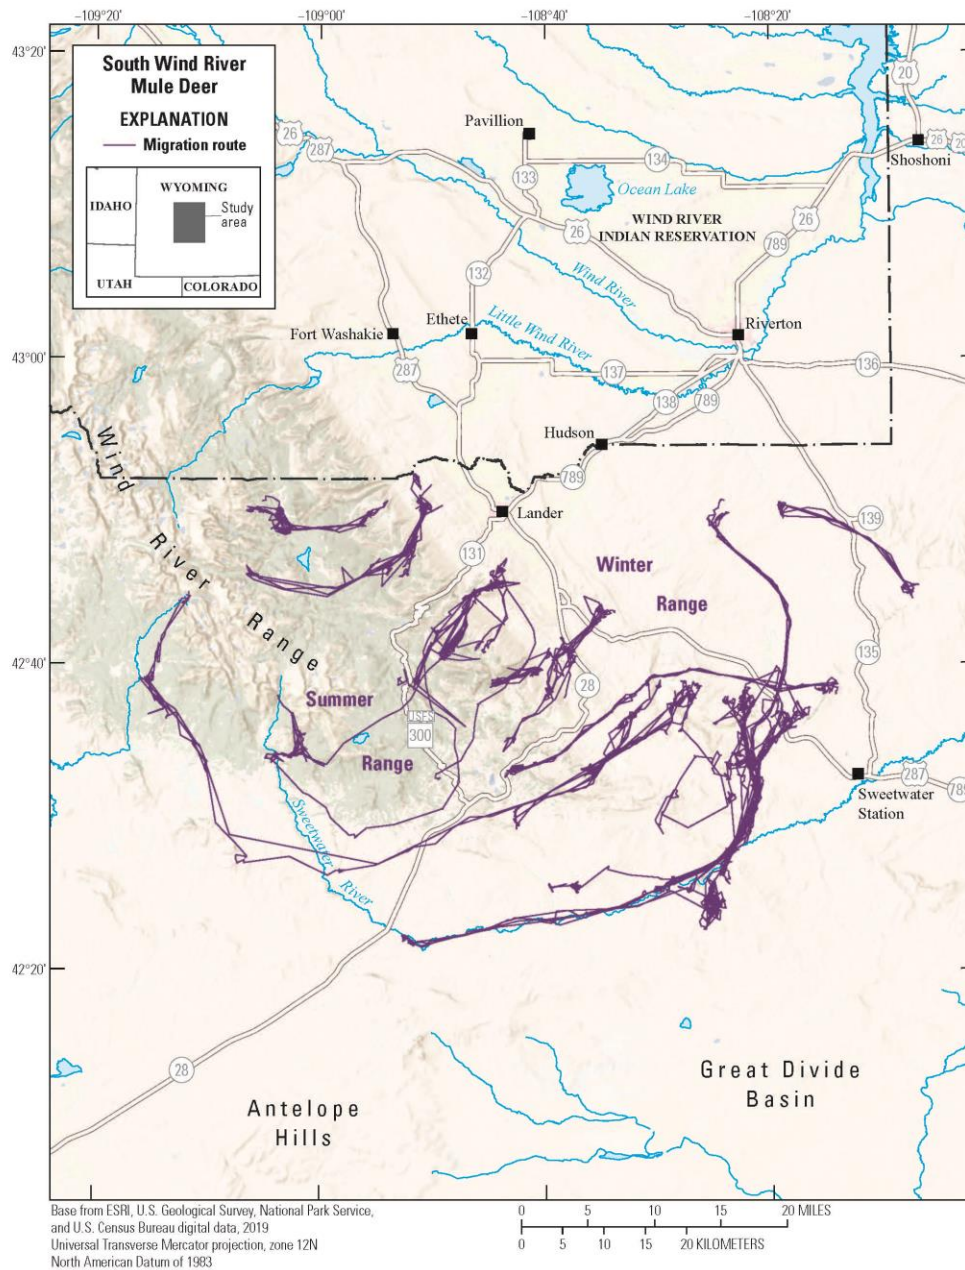 −109°20'
−109°00'
−108°40'
−108°20'
43°20'
South Wind River
Mule Deer
EXPLANATION
Migration route
WYOMING
IDAHO
Study
area
UTAH
COLORADO
20
26
287
Pavillion
134
26
20
Shoshoni
133
Ocean Lake
WIND RIVER
INDIAN RESERVATION
26
26
789
132
Wind
River
Fort Washakie
Ethete
Little Wind River
Riverton
43°00'
287
137
136
138
789
Hudson
789
Wind
River
Range
Lander
139
131
Winter
Range
42°40'
135
28
Summer
Range
USFS
300
287
789
Sweetwater
Station
Sweetwater
River
42°20'
28
Great Divide
Basin
Antelope
Hills
Base from ESRI, U.S. Geological Survey, National Park Service,
and U.S. Census Bureau digital data, 2019
Universal Transverse Mercator projection, zone 12N
North American Datum of 1983
0 5 10 15 20 MILES
0 5 10 15 20 KILOMETERS